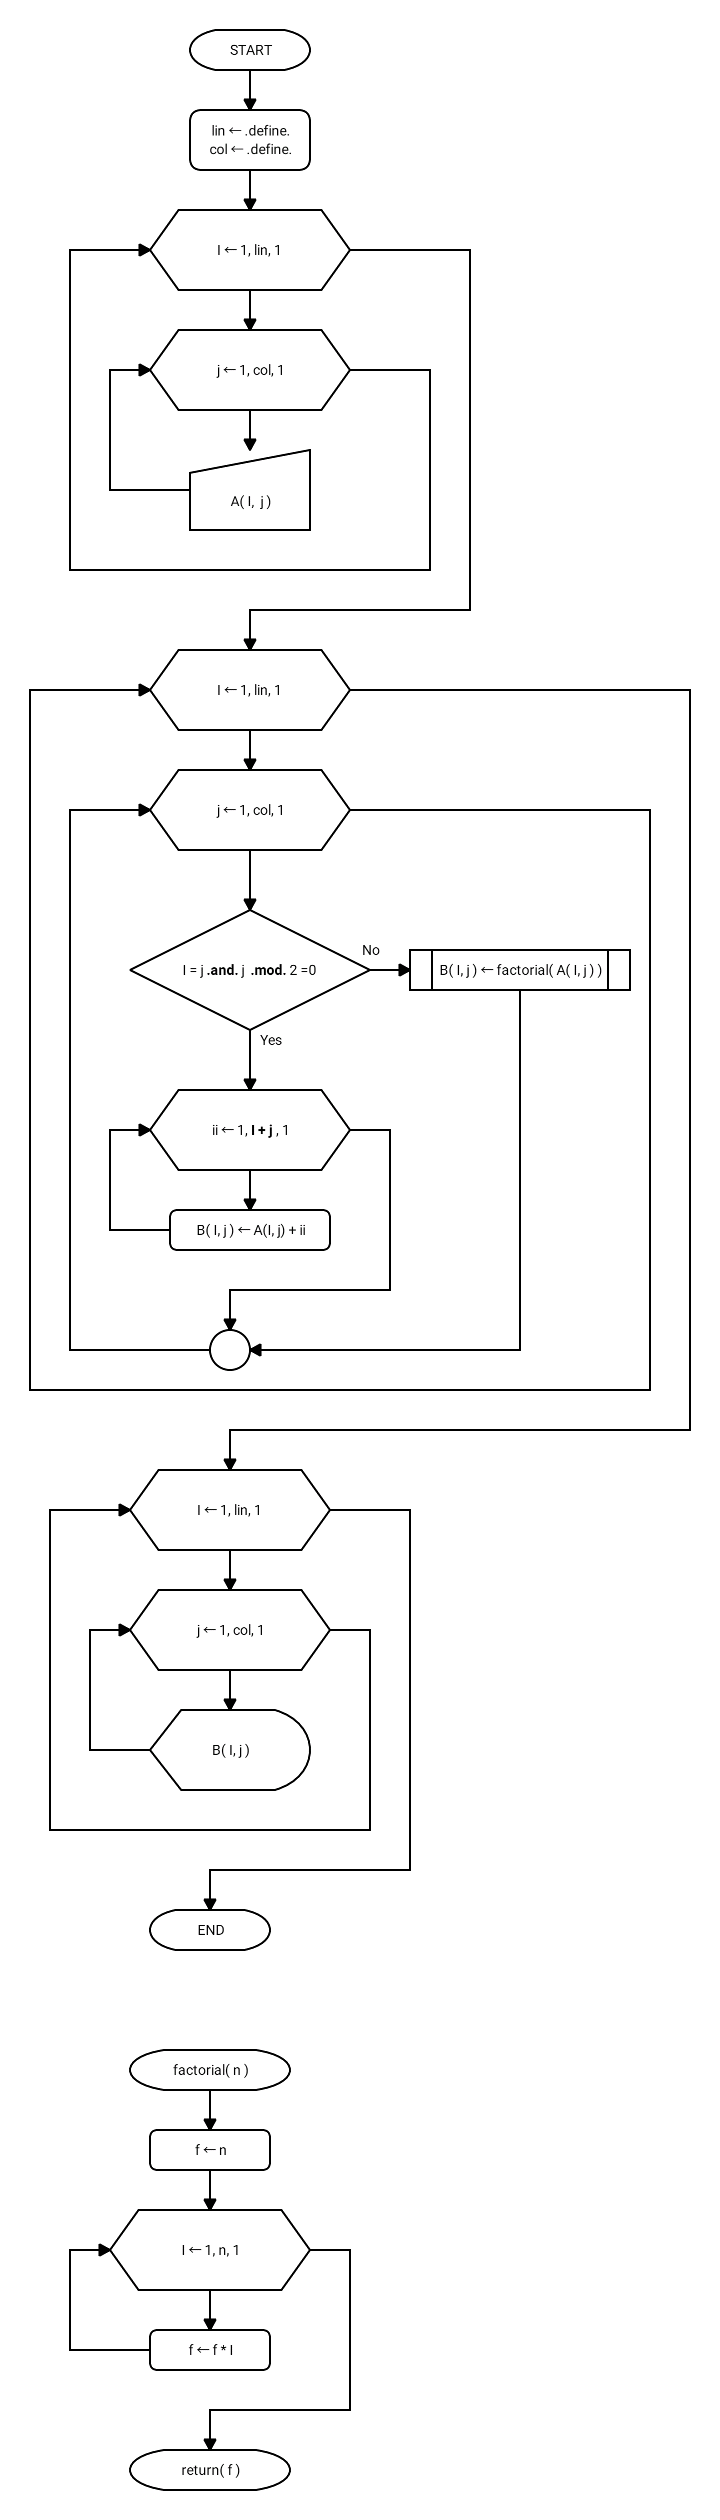 START
lin ← .define.
col ← .define.
I ← 1, lin, 1
j ← 1, col, 1
A( I, j )
I ← 1, lin, 1
j ← 1, col, 1
I = j .and. j .mod. 2 =0
No
B( I, j ) ← factorial( A( I, j ) )
Yes
ii ← 1, I + j , 1
B( I, j ) ← A(I, j) + ii
I ← 1, lin, 1
j ← 1, col, 1
B( I, j )
END
factorial( n )
f ← n
I ← 1, n, 1
f ← f * I
return( f )